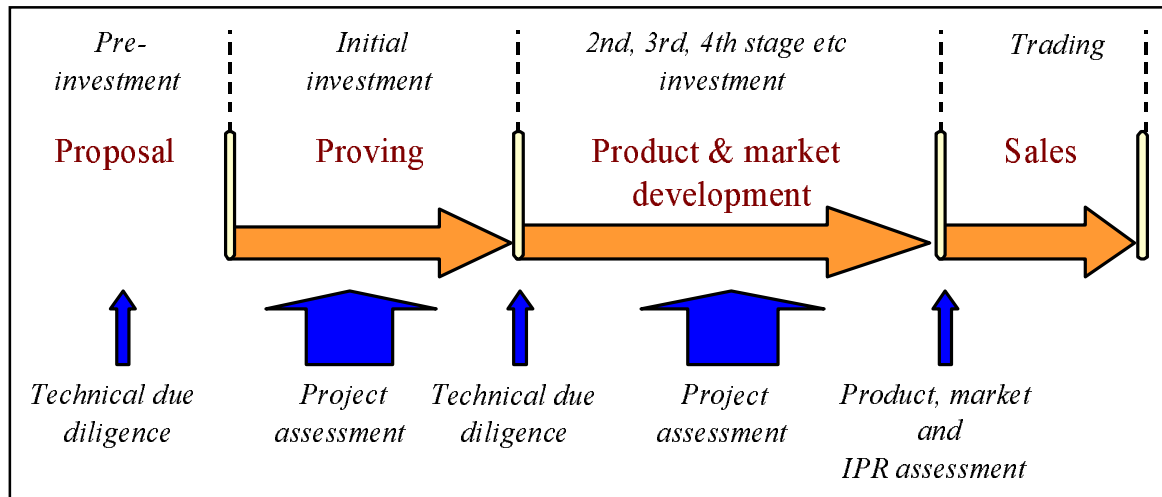 Pre-
investment
Initial
investment
2nd, 3rd, 4th stage etc
investment
Trading
Proposal
Proving
Product & market
development
Sales
Technical due
diligence
Project
assessment
Technical due
diligence
Project
assessment
Product, market
and
IPR assessment